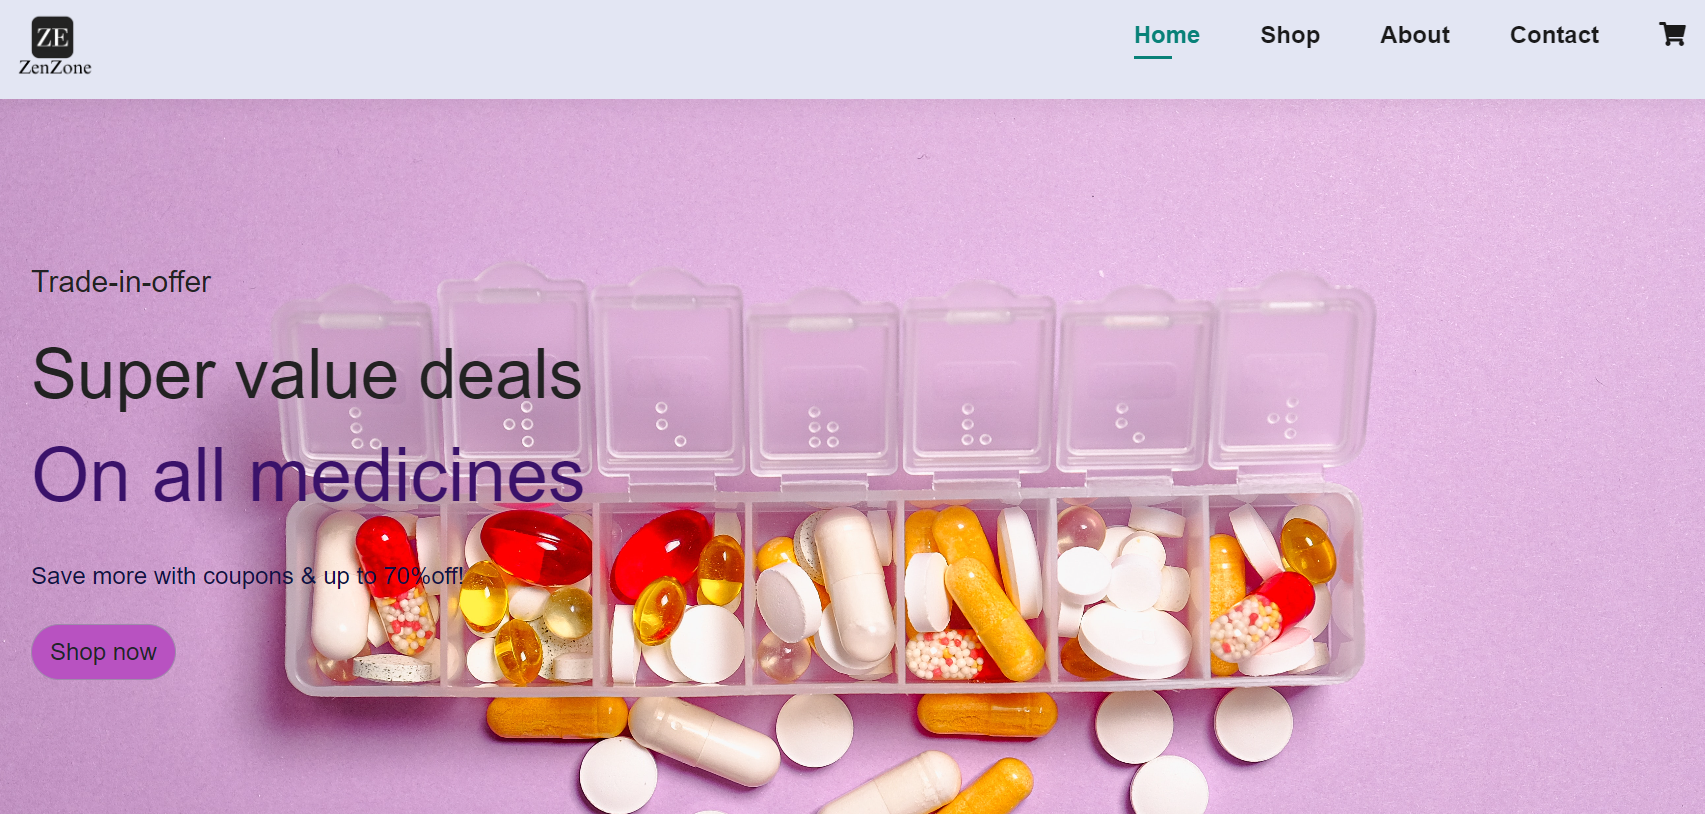 ZE
ZenZone
Home Shop About Contact
Trade-in-offer
Super value deals
On all medicines
Save more with coupons & up to 70%off!
Shop now